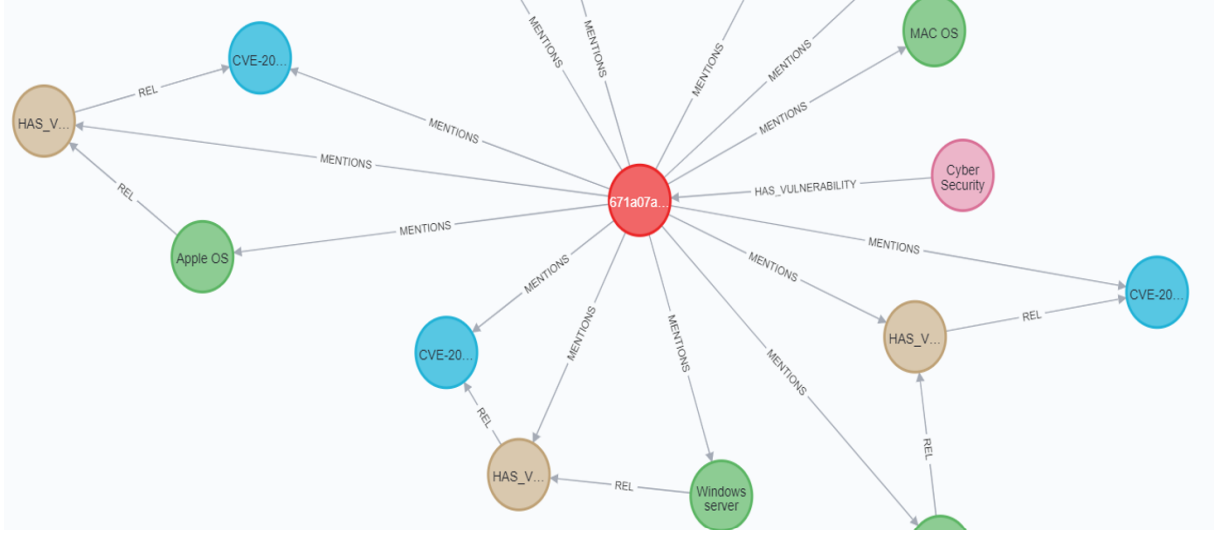 MENTIONS
MENTIONS
MENTIONS
MENTIONS
MAC OS
CVE-20...
REL
HAS_V...
MENTIONS
MENTIONS
MENTIONS
REL
Cyber
Security
HAS_VULNERABILITY
671a07a...
MENTIONS
Apple OS
MENTIONS
MENTIONS
MENTIONS
CVE-20...
REL
HAS_V...
MENTIONS
MENTIONS
MENTIONS
CVE-20...
REL
REL
HAS_V...
REL
Windows
server